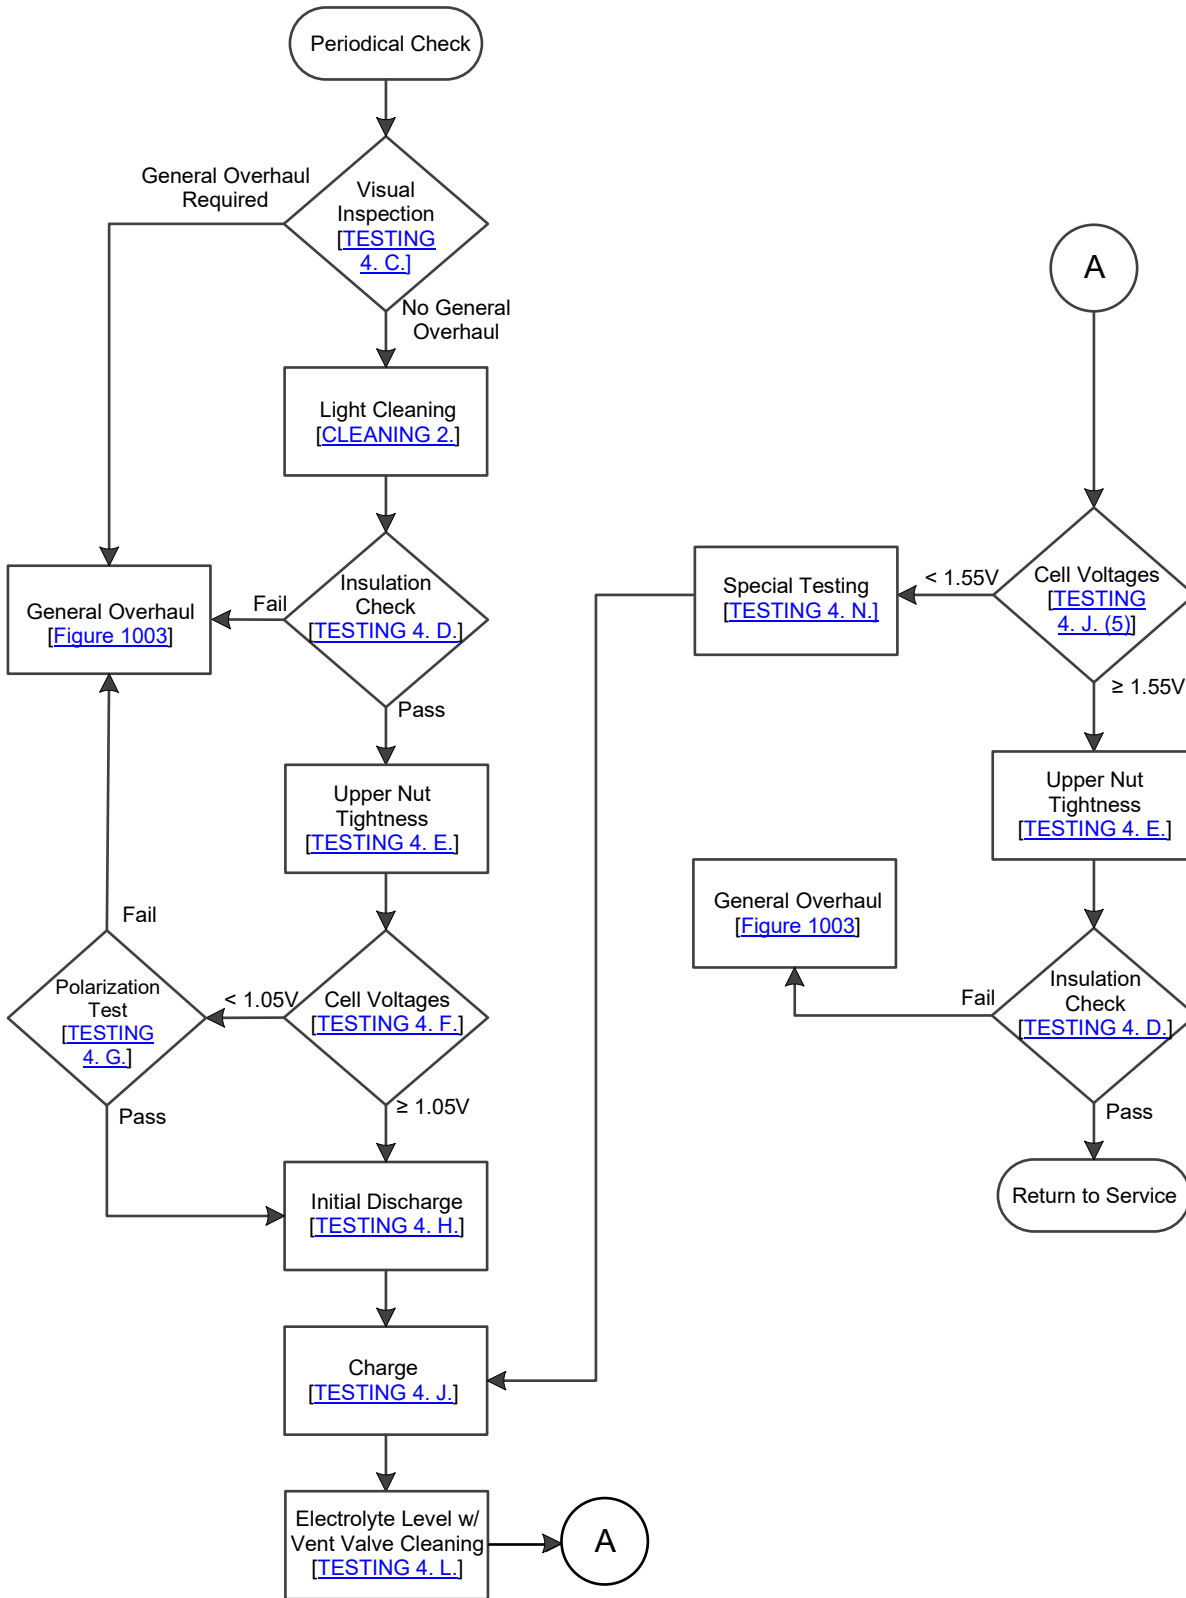 Periodical Check
General Overhaul
Required
Visual
Inspection
[TESTING
4. C.]
No General
Overhaul
Light Cleaning
[CLEANING 2.]
Insulation
Check
[TESTING 4. D.]
Fail
General Overhaul
[Figure 1003]
Pass
Upper Nut
Tightness
[TESTING 4. E.]
Cell Voltages
[TESTING 4. F.]
< 1.05V
Polarization
Test
[TESTING
4. G.]
Fail
Pass
≥ 1.05V
Initial Discharge
[TESTING 4. H.]
Charge
[TESTING 4. J.]
Electrolyte Level w/
Vent Valve Cleaning
[TESTING 4. L.]
A
A
Cell Voltages
[TESTING
4. J. (5)]
< 1.55V
Special Testing
[TESTING 4. N.]
≥ 1.55V
Upper Nut
Tightness
[TESTING 4. E.]
Insulation
Check
[TESTING 4. D.]
Fail
General Overhaul
[Figure 1003]
Pass
Return to Service